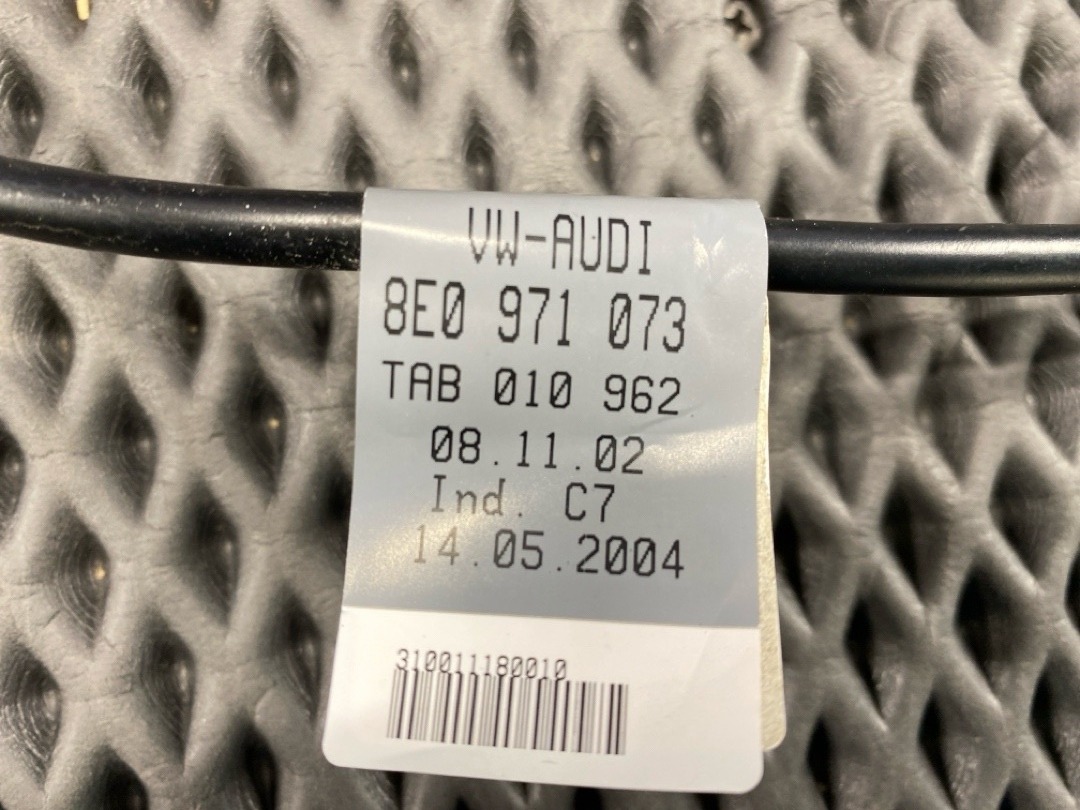 VW-AUDI
8E0 971 073
TAB 010 962
08.11.02
Ind. C7
14.05.2004
310011180010